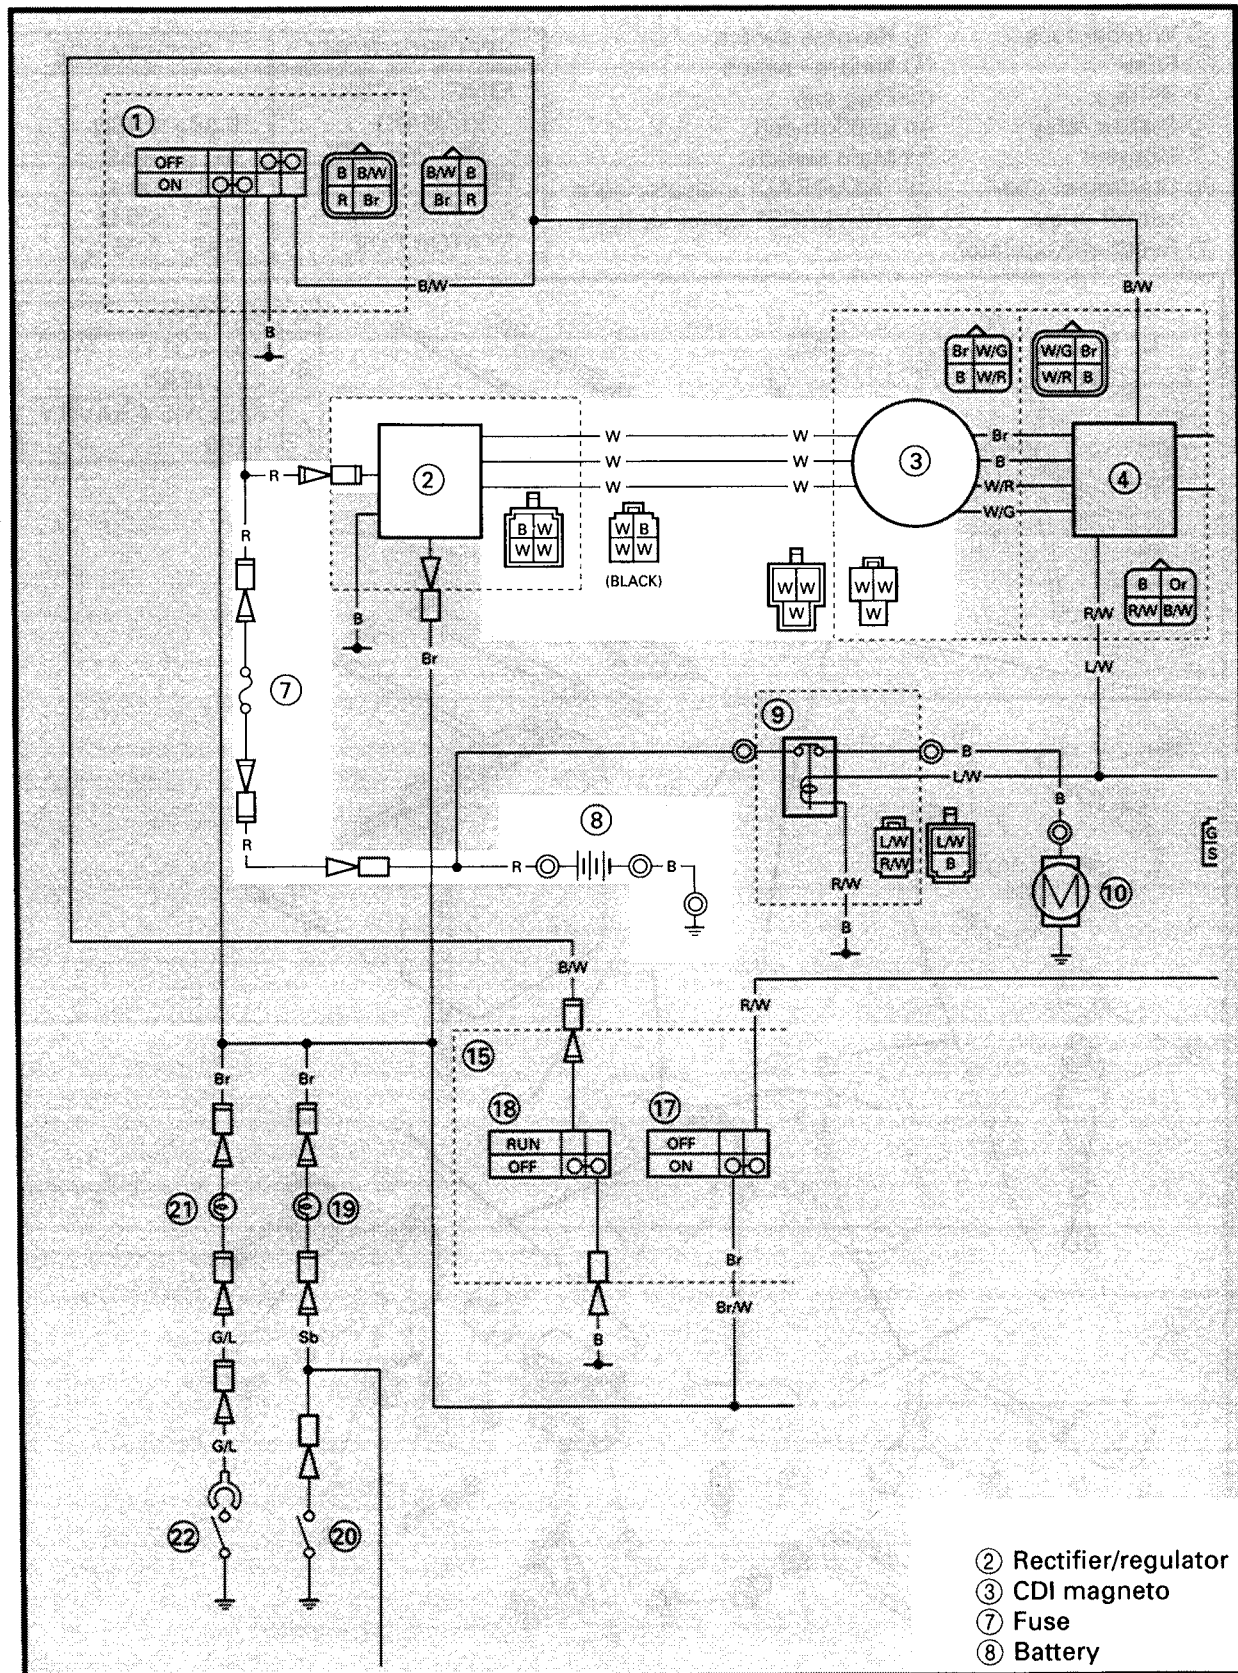 ①
OFF
ON
B B/W
R Br
B/W B
Br R
B/W
B/W
B
Br W/G
B W/R
W/G Br
W/R B
R
②
W W
W W
W W
③
Br
B
W/R
W/G
④
R
B W
W W
W B
W W
(BLACK)
W W
W
W W
W
B Or
R/W B/W
B
Br
R/W
L/W
⑦
⑨
B
L/W
B
⑧
R
R B
L/W
R/W
L/W
B
G
S
R/W
B
⑩
B/W
R/W
⑮
Br Br
⑱
RUN
OFF
⑰
OFF
ON
㉑
⑲
Br
Br/W
G/L
Sb
B
G/L
㉒
⑳
② Rectifier/regulator
③ CDI magneto
⑦ Fuse
⑧ Battery